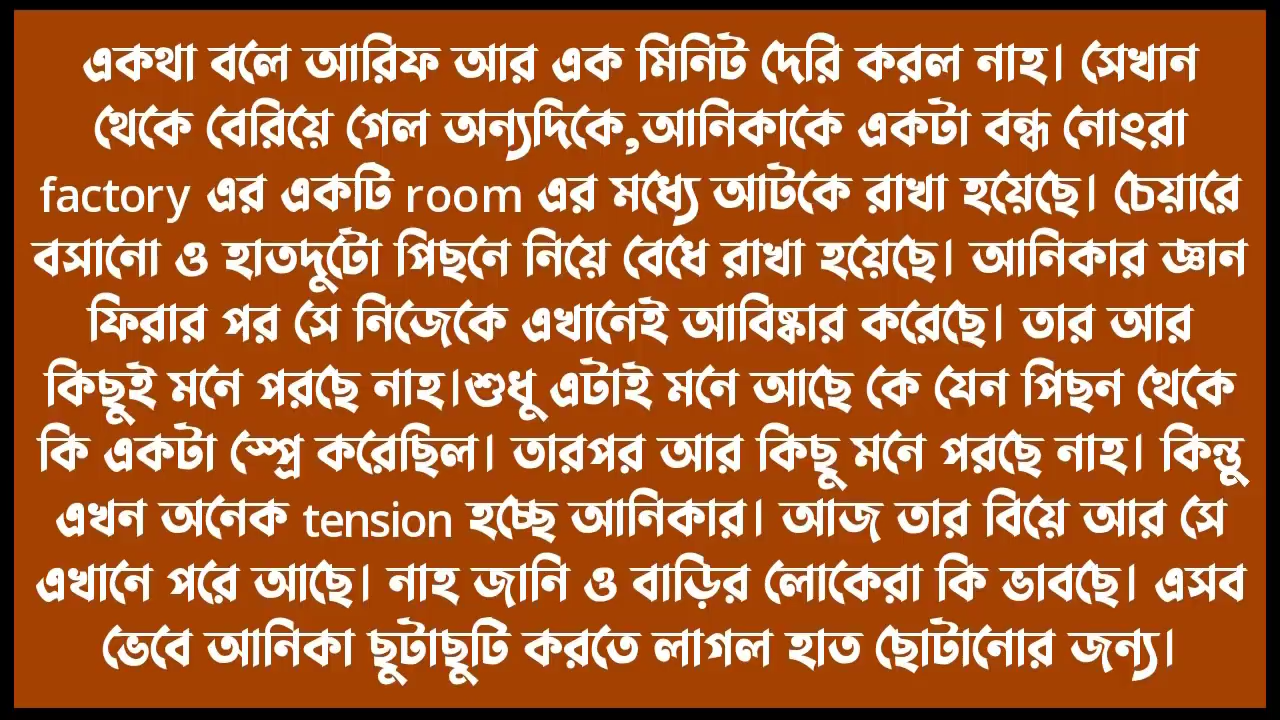 একথা বলে আরিফ আর এক মিনিট দেরি করল নাহ। সেখান
থেকে বেরিয়ে গেল অন্যদিকে,আনিকাকে একটা বন্ধ নোংরা
factory এর একটি room এর মধ্যে আটকে রাখা হয়েছে। চেয়ারে
বসানো ও হাতদুটো পিছনে নিয়ে বেধে রাখা হয়েছে। আনিকার জ্ঞান
ফিরার পর সে নিজেকে এখানেই আবিষ্কার করেছে। তার আর
কিছুই মনে পরছে নাহ।শুধু এটাই মনে আছে কে যেন পিছন থেকে
কি একটা স্প্রে করেছিল। তারপর আর কিছু মনে পরছে নাহ। কিন্তু
এখন অনেক tension হচ্ছে আনিকার। আজ তার বিয়ে আর সে
এখানে পরে আছে। নাহ জানি ও বাড়ির লোকেরা কি ভাবছে। এসব
ভেবে আনিকা ছুটাছুটি করতে লাগল হাত ছোটানোর জন্য।